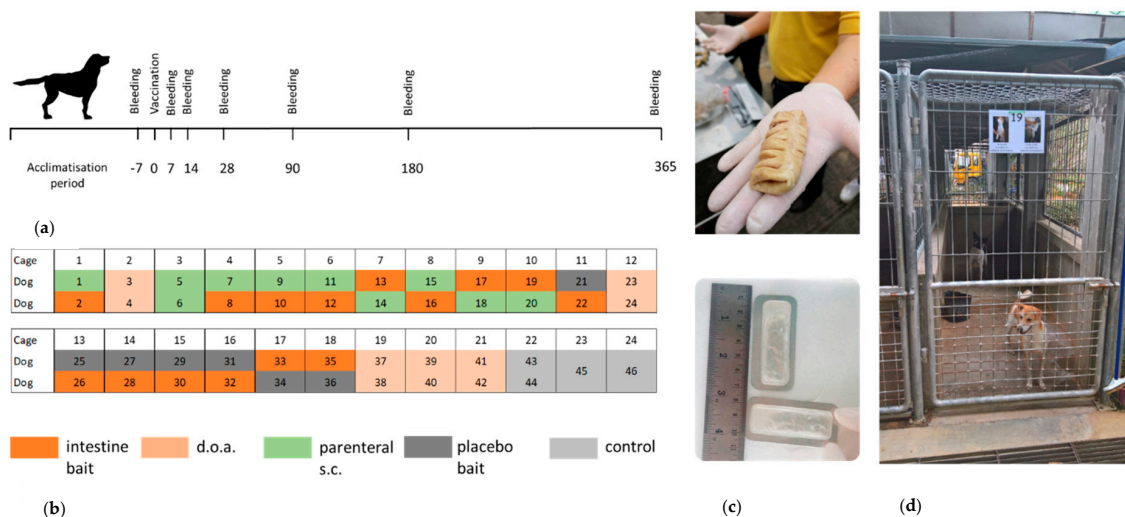 (a)
Bleeding Vaccination Bleeding Bleeding Bleeding Bleeding Bleeding
Acclimatisation period -7 0 7 14 28 90 180 365
Cage 1 2 3 4 5 6 7 8 9 10 11 12
Dog 1 3 5 7 9 11 13 15 17 19 21 23
Dog 2 4 6 8 10 12 14 16 18 20 22 24
Cage 13 14 15 16 17 18 19 20 21 22 23 24
Dog 25 27 29 31 33 35 37 39 41 43 45 46
Dog 26 28 30 32 34 36 38 40 42 44
intestine bait
d.o.a.
parenteral s.c.
placebo bait
control
(b)
1
2
3
4
(c)
19
(d)